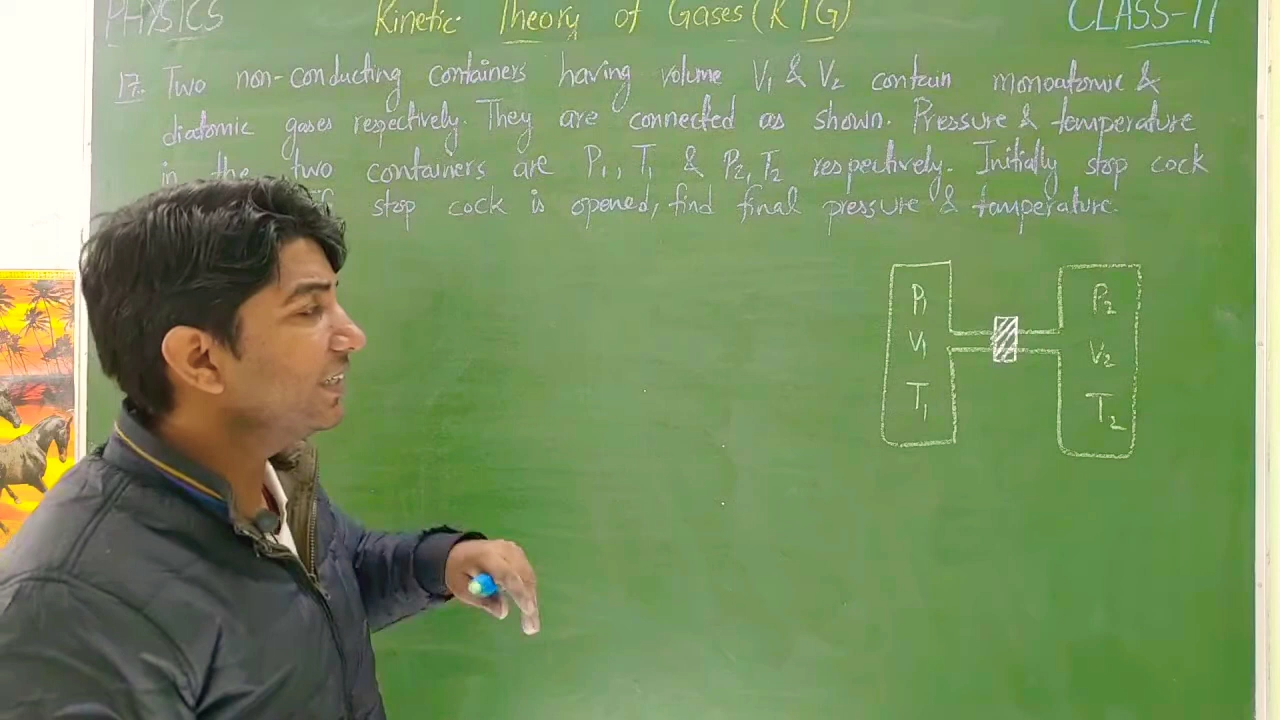 PHYSICS Kinetic Theory of Gases (KTG) CLASS-11
17. Two non-conducting containers having volume V₁ & V₂ contain monoatomic &
diatomic gases respectively. They are connected as shown. Pressure & temperature
in the two containers are P₁, T₁ & P₂, T₂ respectively. Initially stop cock
stop cock is opened, find final pressure & temperature.
P₁ P₂
V₁ V₂
T₁ T₂